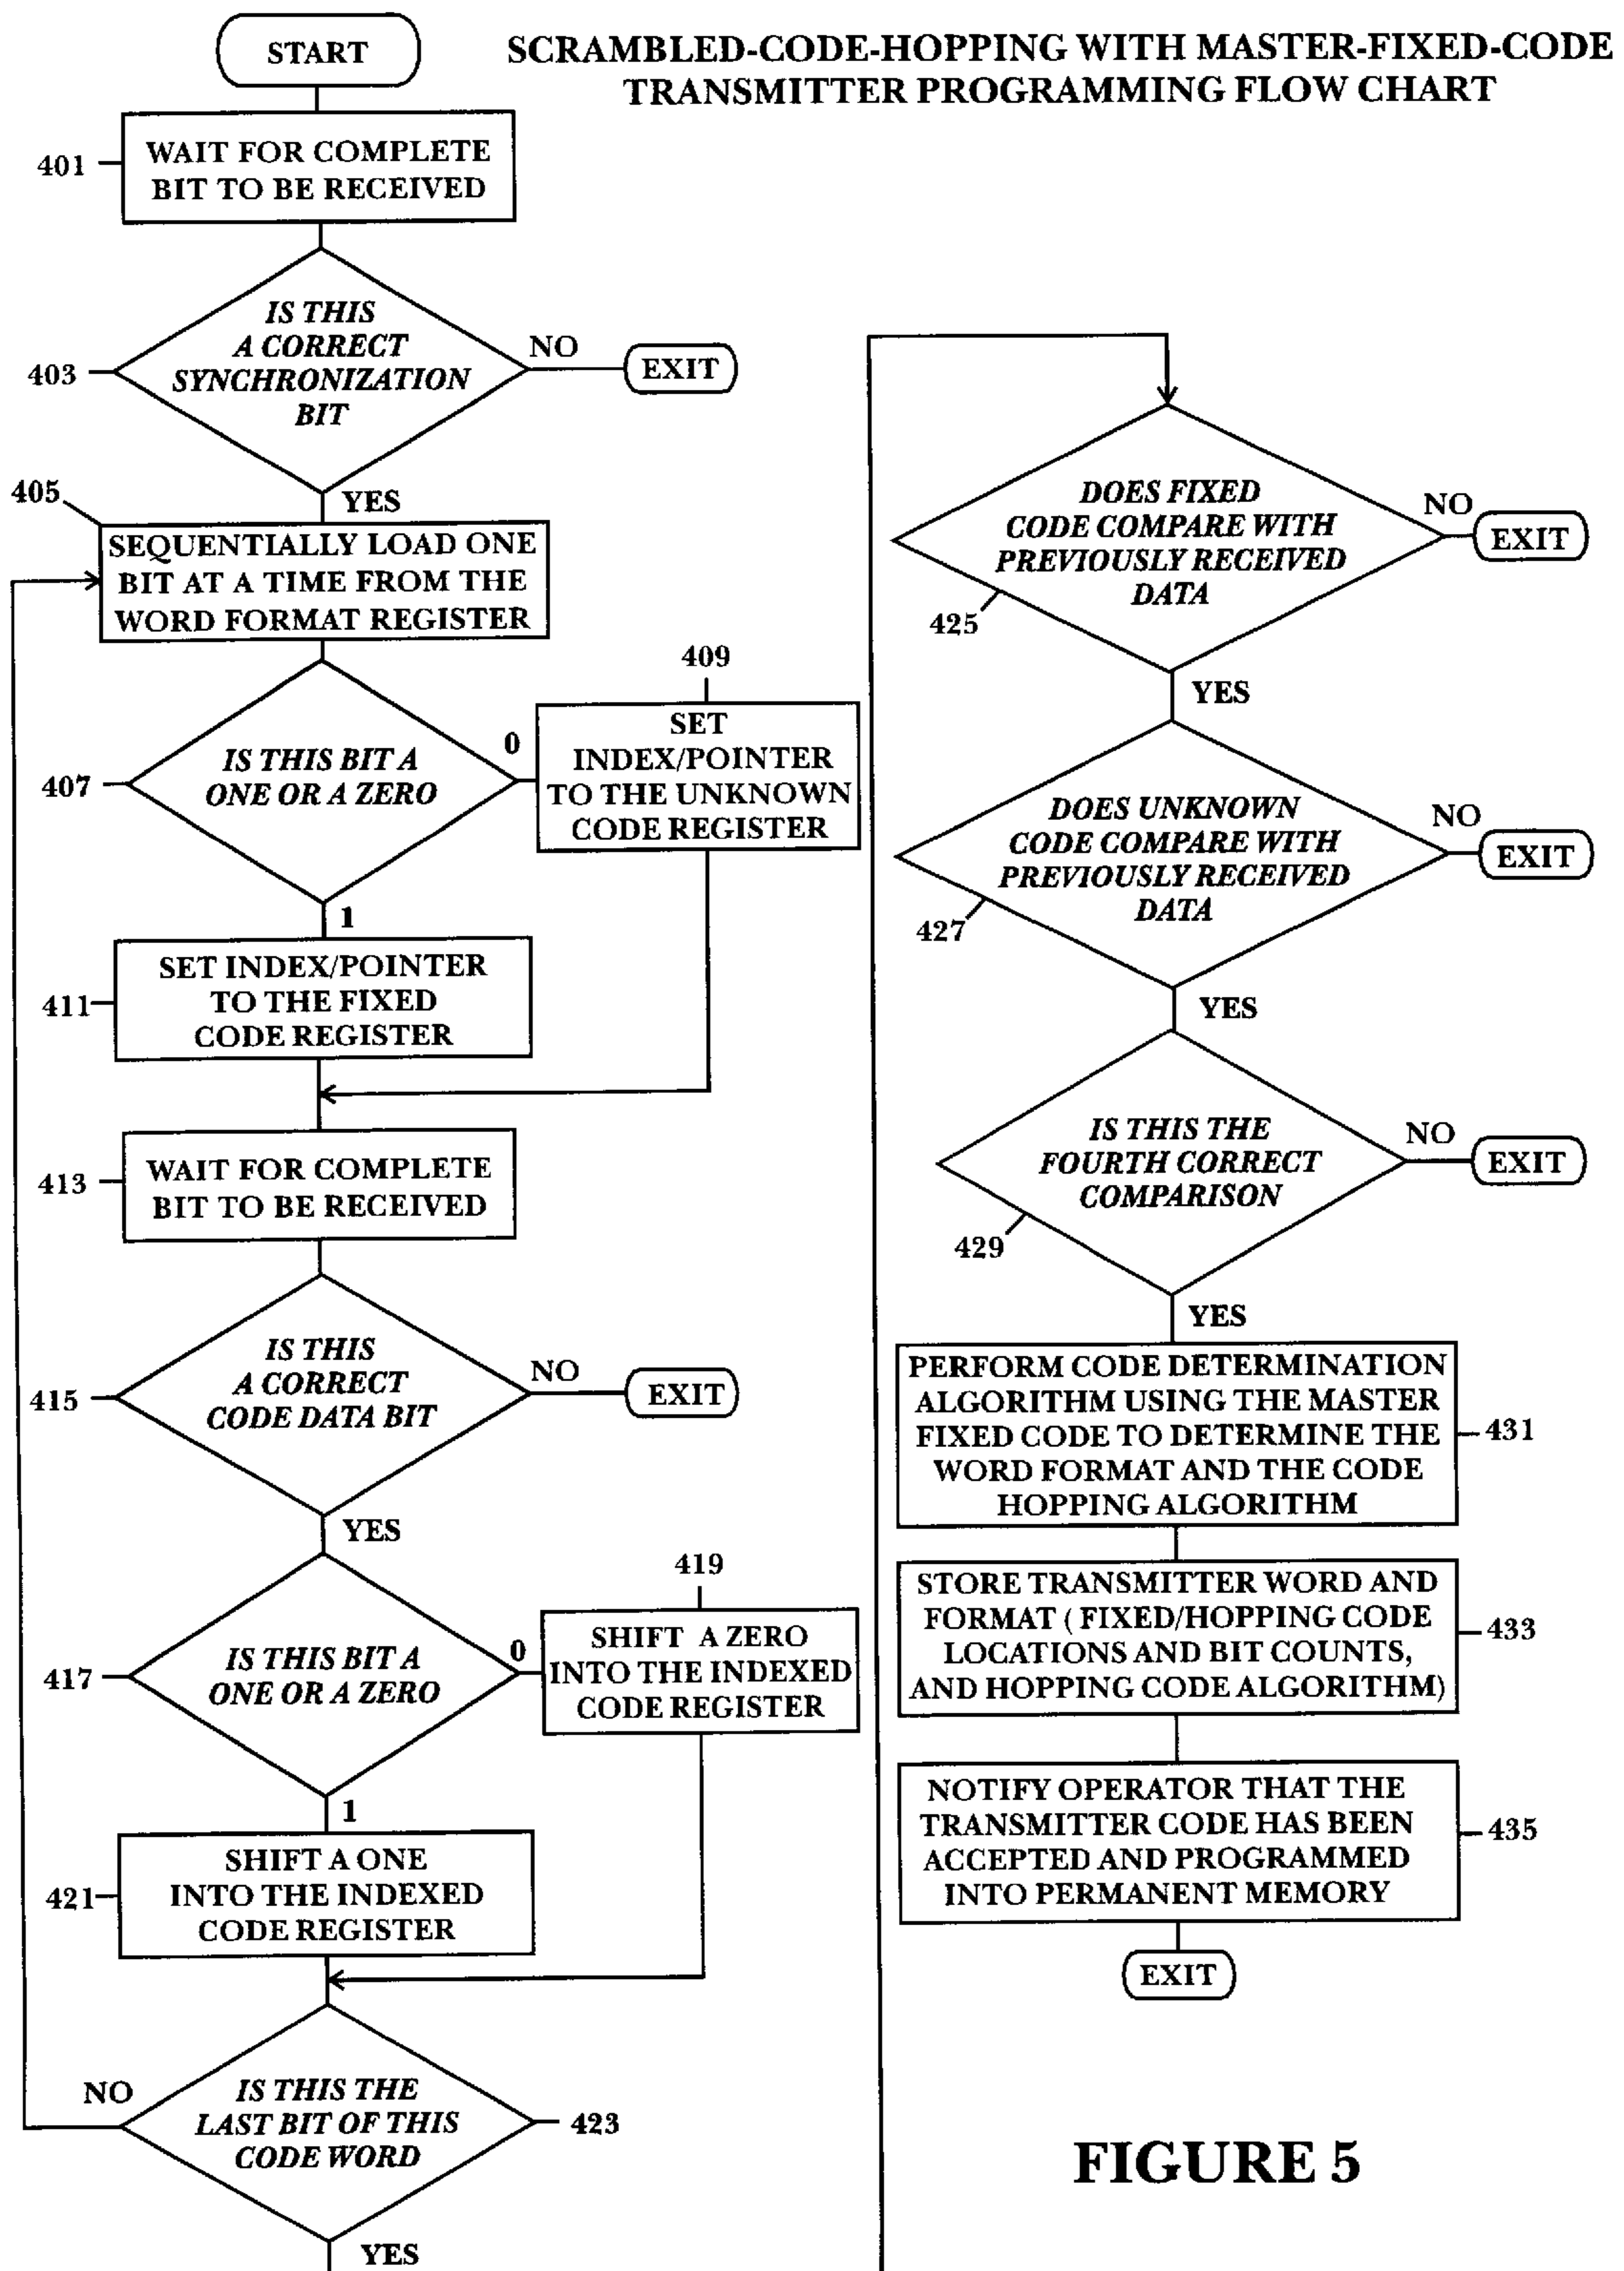 SCRAMBLED-CODE-HOPPING WITH MASTER-FIXED-CODE
TRANSMITTER PROGRAMMING FLOW CHART
START
401
WAIT FOR COMPLETE
BIT TO BE RECEIVED
403
IS THIS
A CORRECT
SYNCHRONIZATION
BIT
NO
EXIT
YES
405
SEQUENTIALLY LOAD ONE
BIT AT A TIME FROM THE
WORD FORMAT REGISTER
407
IS THIS BIT A
ONE OR A ZERO
0
409
SET
INDEX/POINTER
TO THE UNKNOWN
CODE REGISTER
1
411
SET INDEX/POINTER
TO THE FIXED
CODE REGISTER
413
WAIT FOR COMPLETE
BIT TO BE RECEIVED
415
IS THIS
A CORRECT
CODE DATA BIT
NO
EXIT
YES
417
IS THIS BIT A
ONE OR A ZERO
0
419
SHIFT A ZERO
INTO THE INDEXED
CODE REGISTER
1
421
SHIFT A ONE
INTO THE INDEXED
CODE REGISTER
NO
IS THIS THE
LAST BIT OF THIS
CODE WORD
423
YES
DOES FIXED
CODE COMPARE WITH
PREVIOUSLY RECEIVED
DATA
NO
EXIT
425
YES
DOES UNKNOWN
CODE COMPARE WITH
PREVIOUSLY RECEIVED
DATA
NO
EXIT
427
YES
IS THIS THE
FOURTH CORRECT
COMPARISON
NO
EXIT
429
YES
PERFORM CODE DETERMINATION
ALGORITHM USING THE MASTER
FIXED CODE TO DETERMINE THE
WORD FORMAT AND THE CODE
HOPPING ALGORITHM
431
STORE TRANSMITTER WORD AND
FORMAT ( FIXED/HOPPING CODE
LOCATIONS AND BIT COUNTS,
AND HOPPING CODE ALGORITHM)
433
NOTIFY OPERATOR THAT THE
TRANSMITTER CODE HAS BEEN
ACCEPTED AND PROGRAMMED
INTO PERMANENT MEMORY
435
EXIT
FIGURE 5